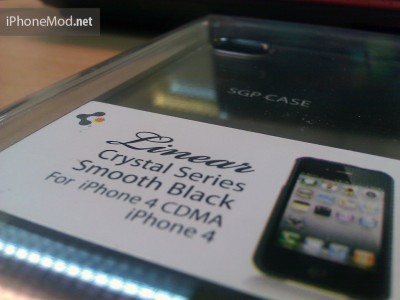 iPhoneMod.net
SGP CASE
Linear
Crystal Series
Smooth Black
For iPhone 4 CDMA
iPhone 4